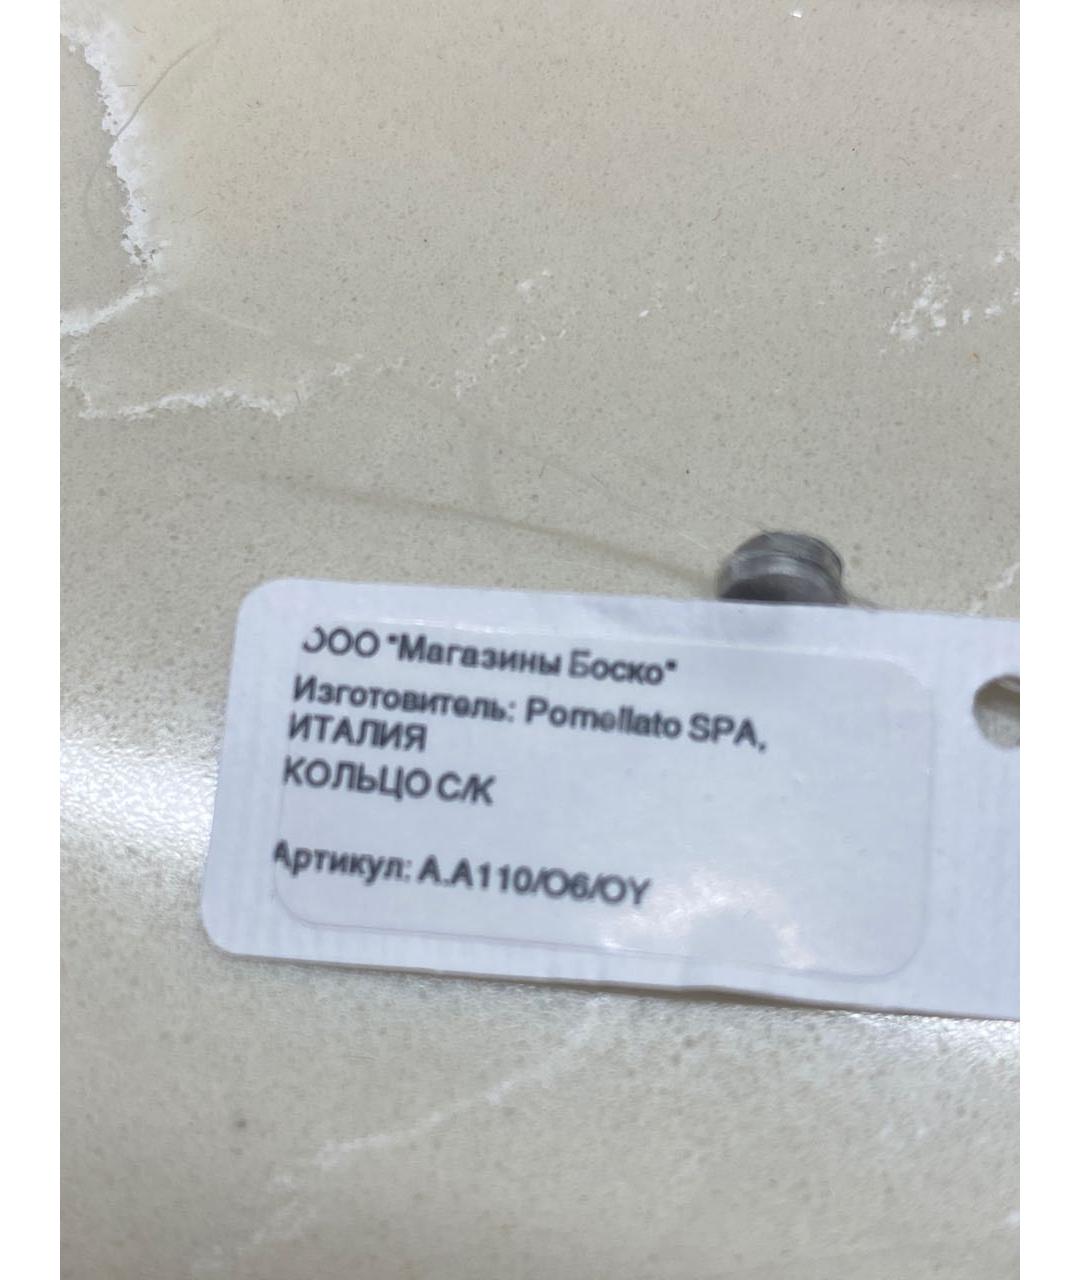 ООО "Магазины Боско"
Изготовитель: Pomellato SPA,
ИТАЛИЯ
КОЛЬЦО С/К
Артикул: A.A110/O6/OY